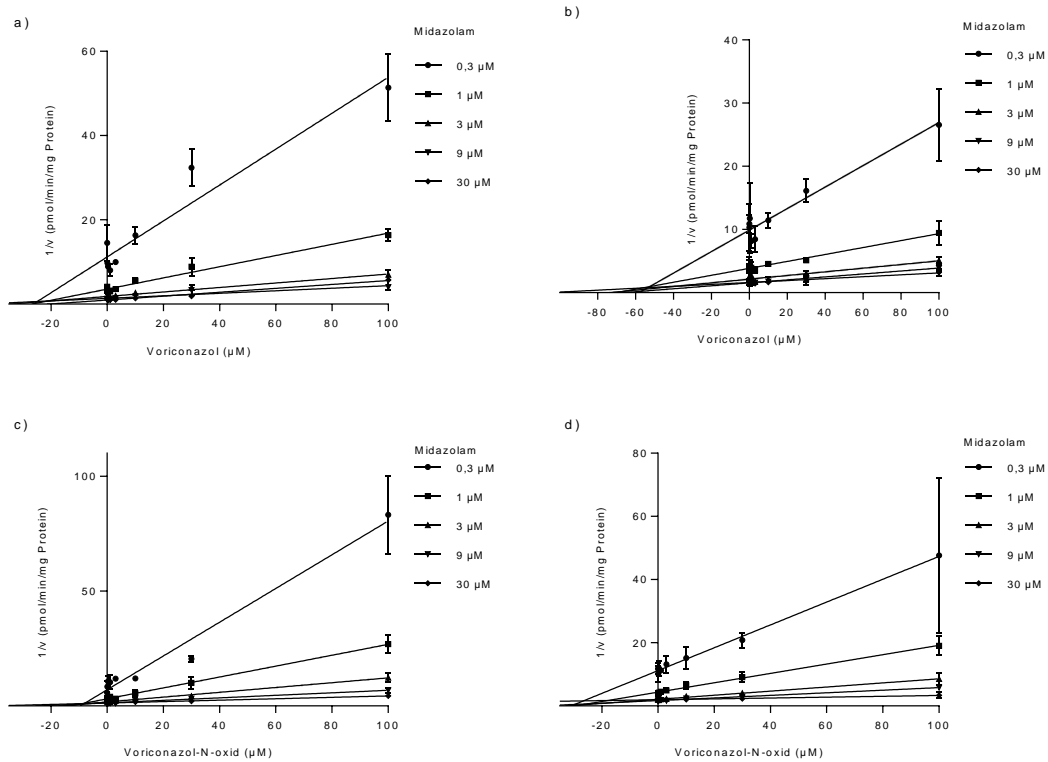 a)
Midazolam
0,3 µM
1 µM
3 µM
9 µM
30 µM
1/v (pmol/min/mg Protein)
60
40
20
-20 0 20 40 60 80 100
Voriconazol (µM)
b)
Midazolam
0,3 µM
1 µM
3 µM
9 µM
30 µM
1/v (pmol/min/mg Protein)
40
30
20
10
-80 -60 -40 -20 0 20 40 60 80 100
Voriconazol (µM)
c)
Midazolam
0,3 µM
1 µM
3 µM
9 µM
30 µM
1/v (pmol/min/mg Protein)
100
50
-20 0 20 40 60 80 100
Voriconazol-N-oxid (µM)
d)
Midazolam
0,3 µM
1 µM
3 µM
9 µM
30 µM
1/v (pmol/min/mg Protein)
80
60
40
20
-20 0 20 40 60 80 100
Voriconazol-N-oxid (µM)